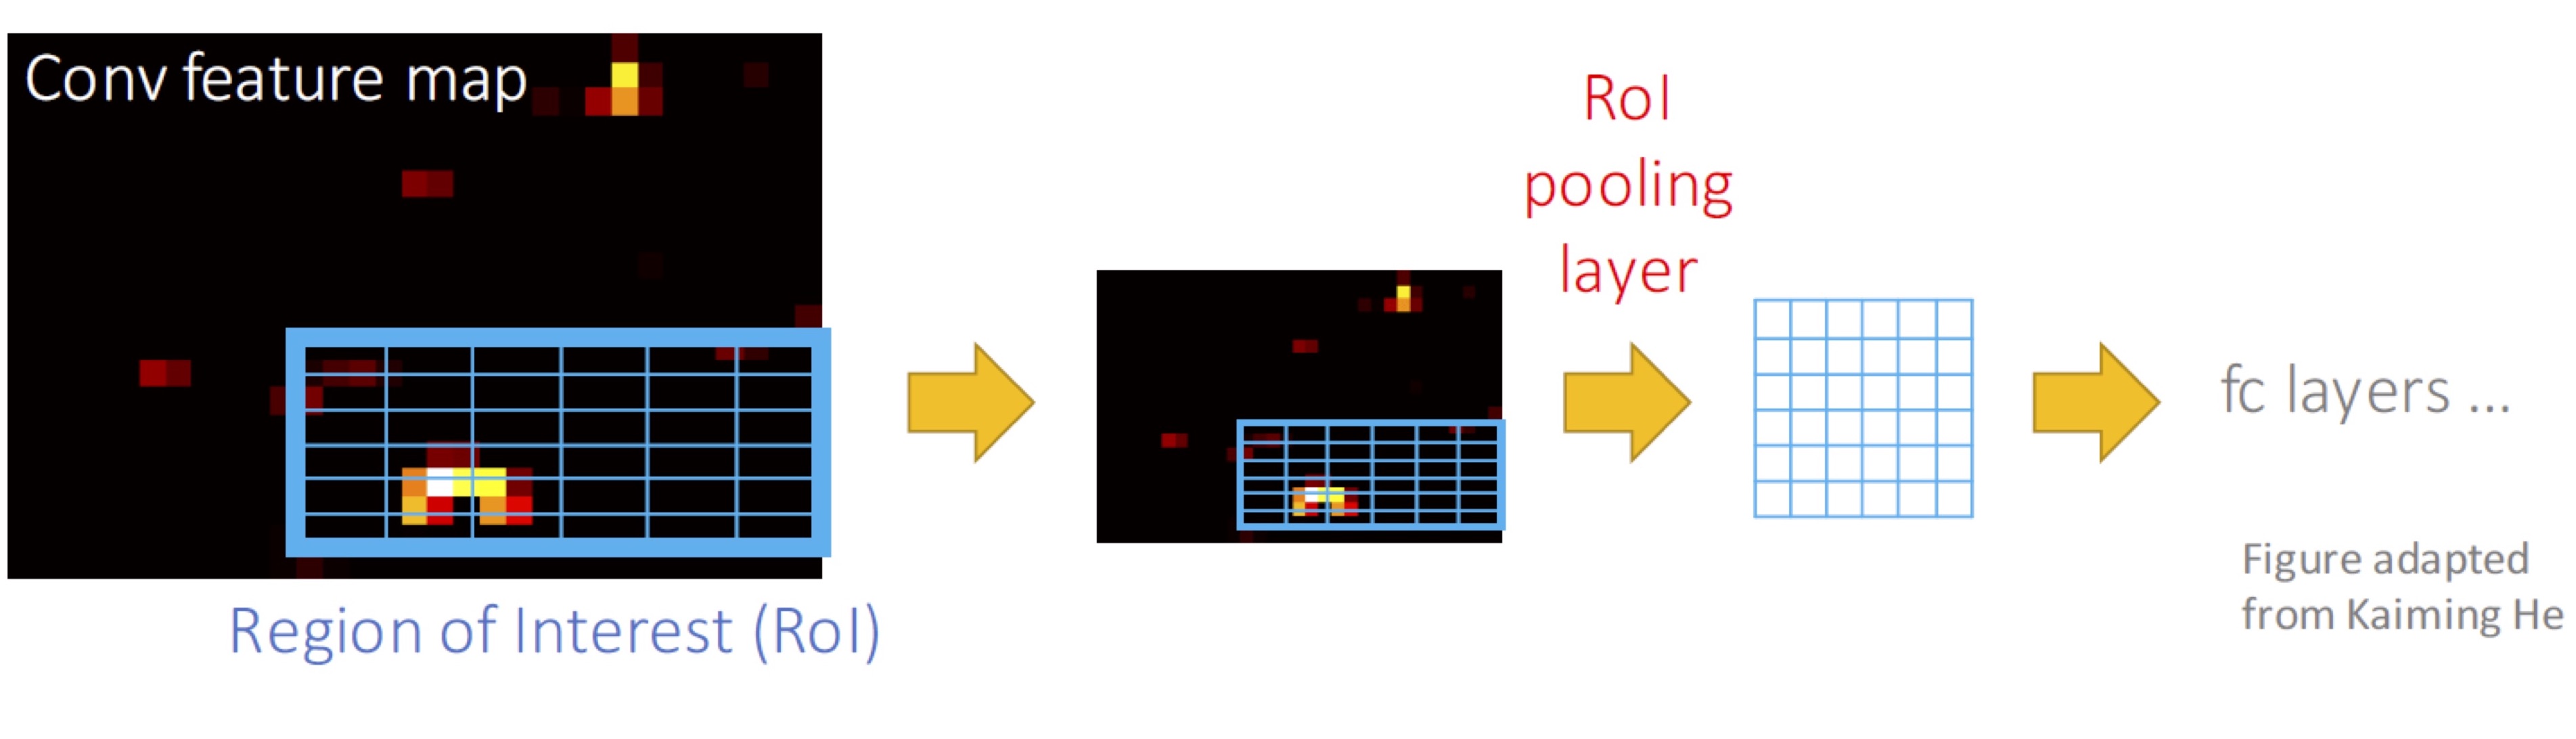 Conv feature map
Region of Interest (RoI)
RoI
pooling
layer
fc layers ...
Figure adapted
from Kaiming He